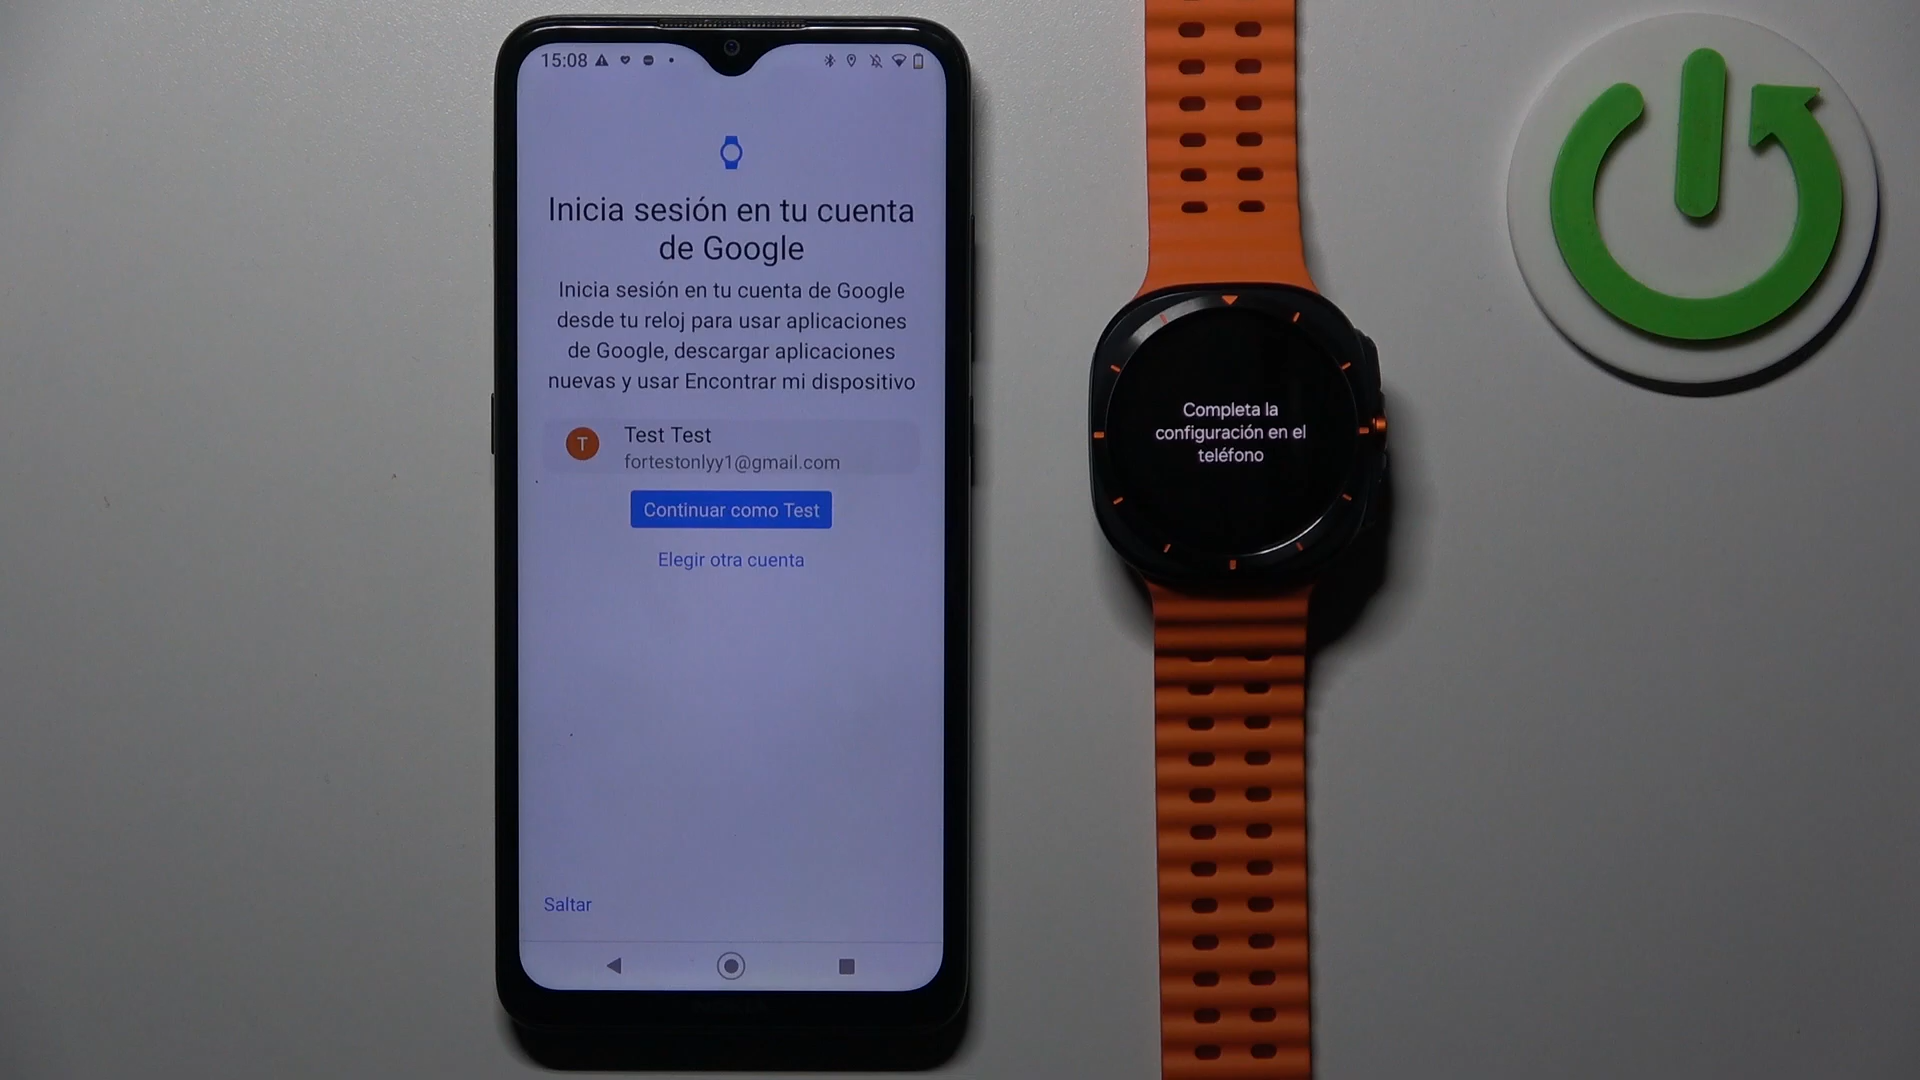 15:08
Inicia sesión en tu cuenta
de Google
Inicia sesión en tu cuenta de Google
desde tu reloj para usar aplicaciones
de Google, descargar aplicaciones
nuevas y usar Encontrar mi dispositivo
T
Test Test
fortestonlyy1@gmail.com
Continuar como Test
Elegir otra cuenta
Saltar
Completa la
configuración en el
teléfono